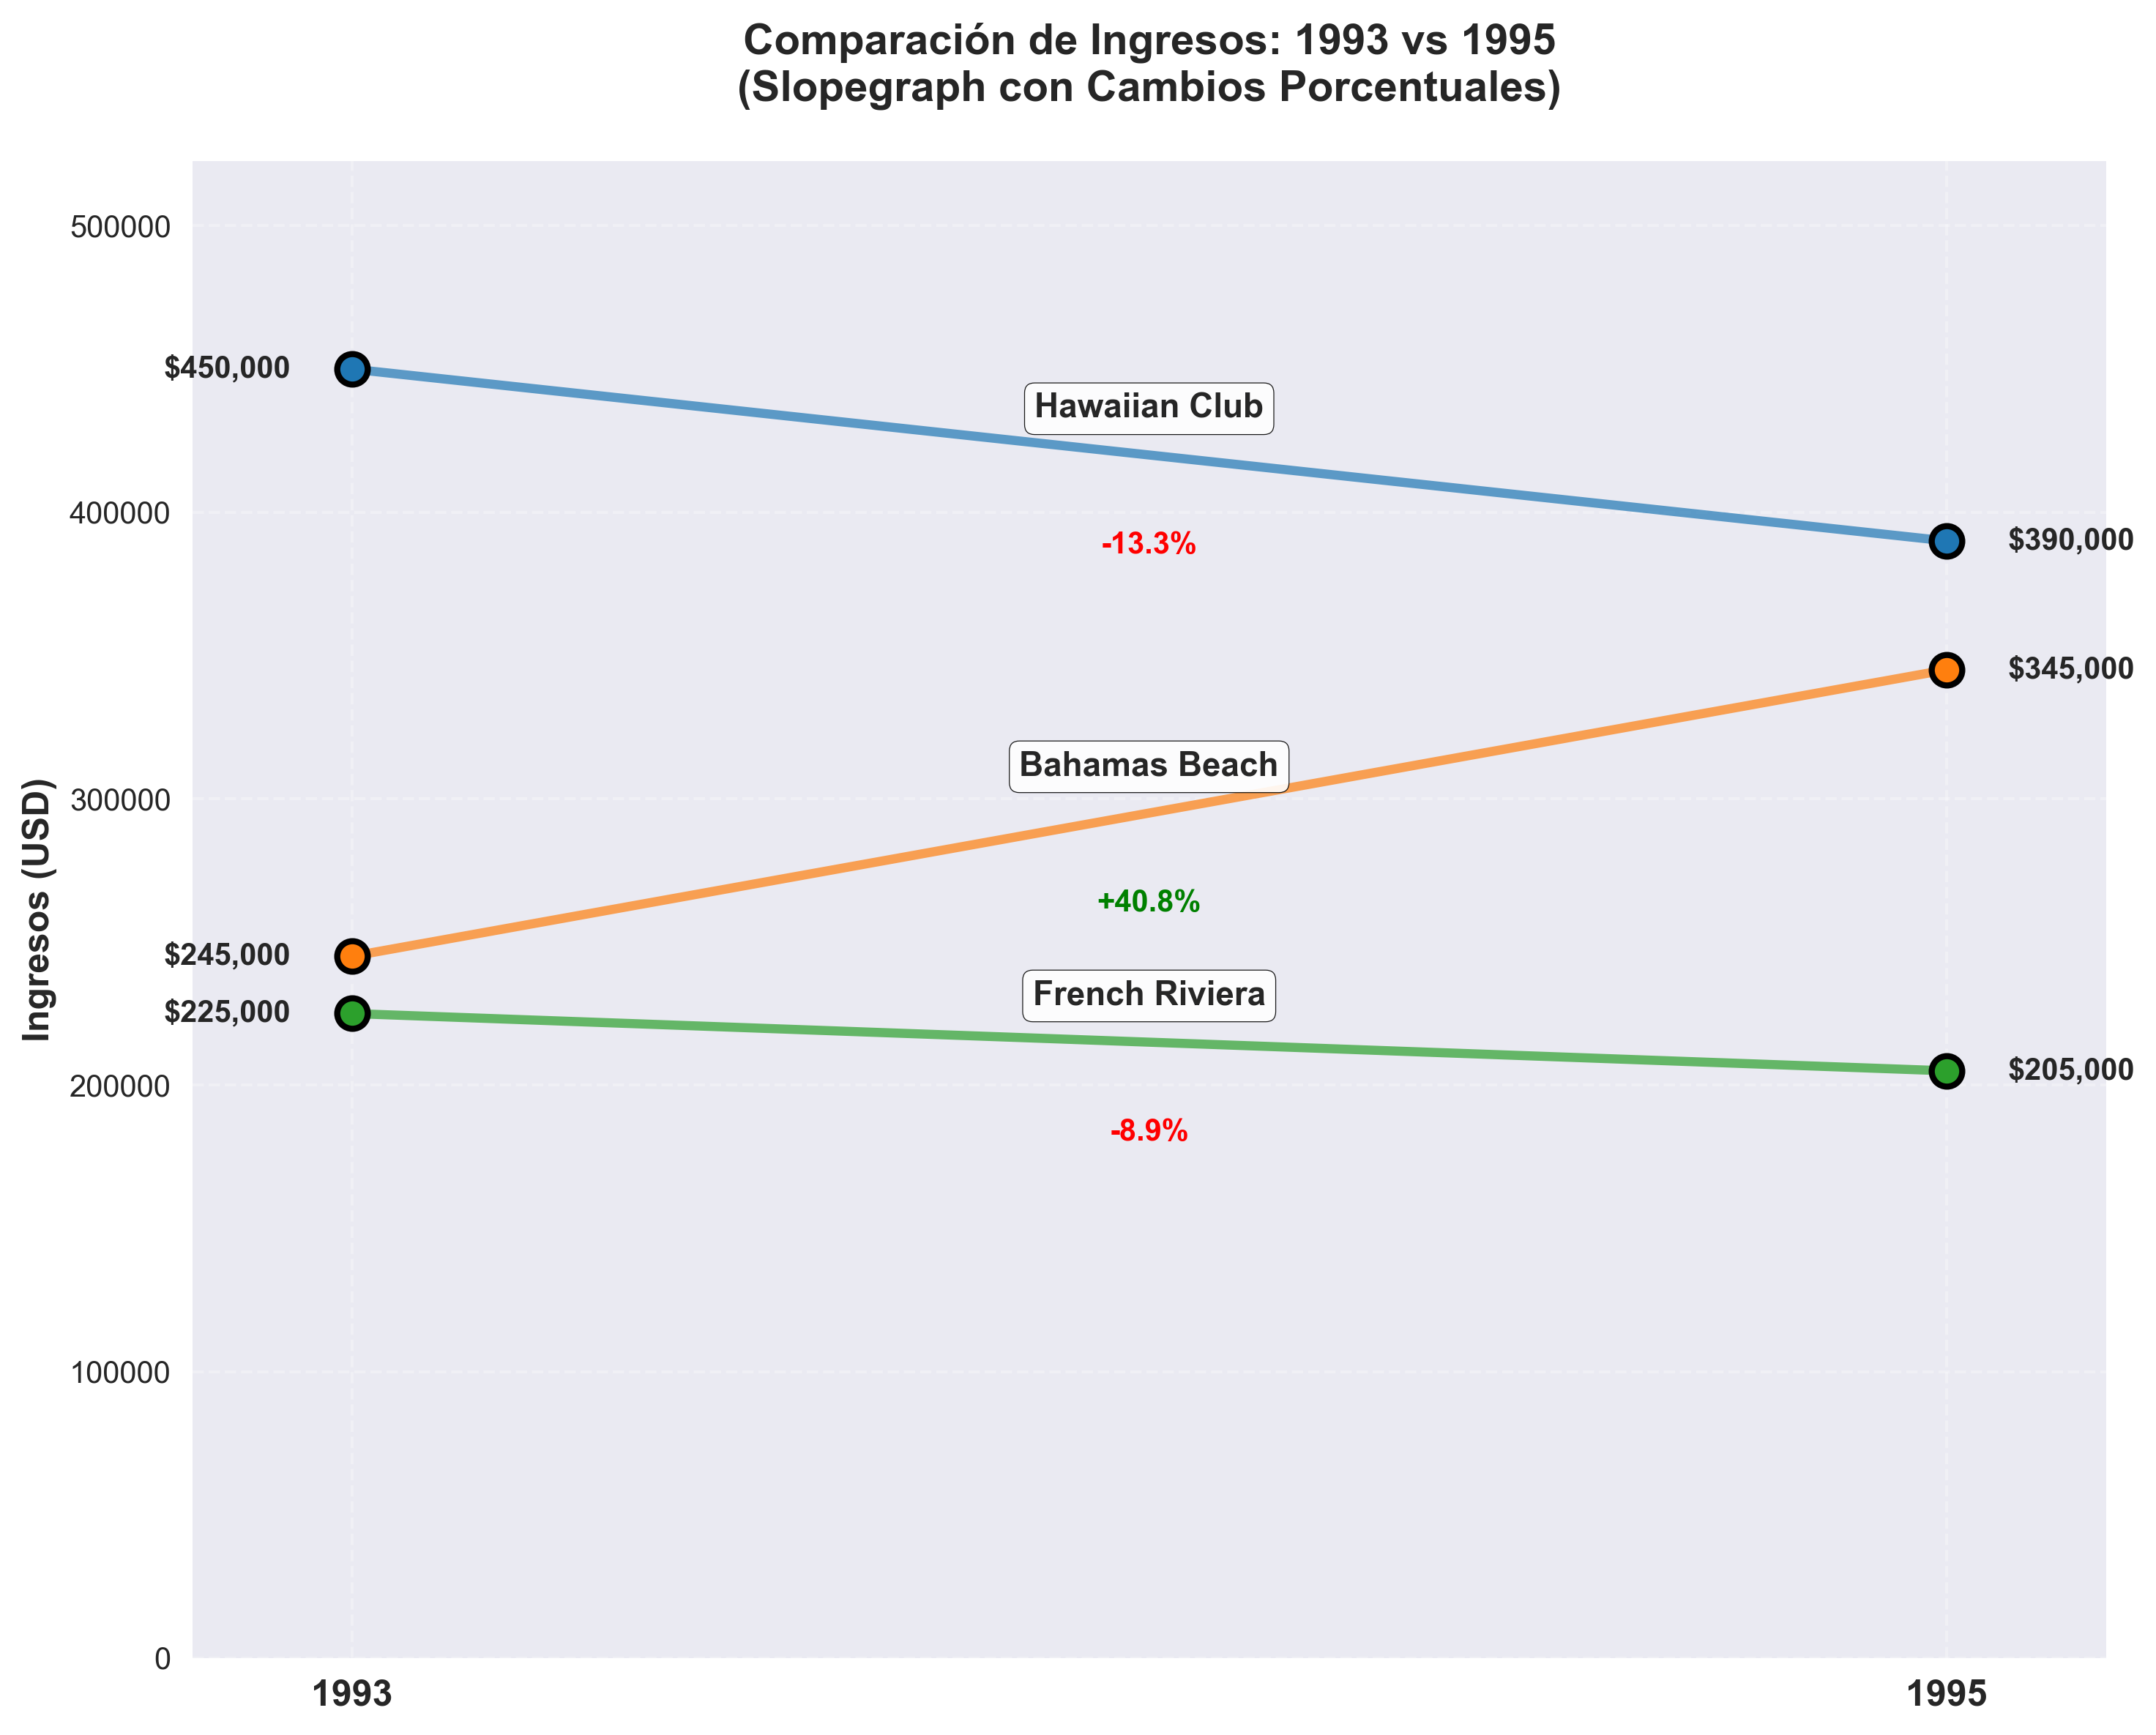 Comparación de Ingresos: 1993 vs 1995
(Slopegraph con Cambios Porcentuales)
Ingresos (USD)
500000
400000
300000
200000
100000
0
$450,000
$245,000
$225,000
Hawaiian Club
-13.3%
Bahamas Beach
+40.8%
French Riviera
-8.9%
$390,000
$345,000
$205,000
1993
1995